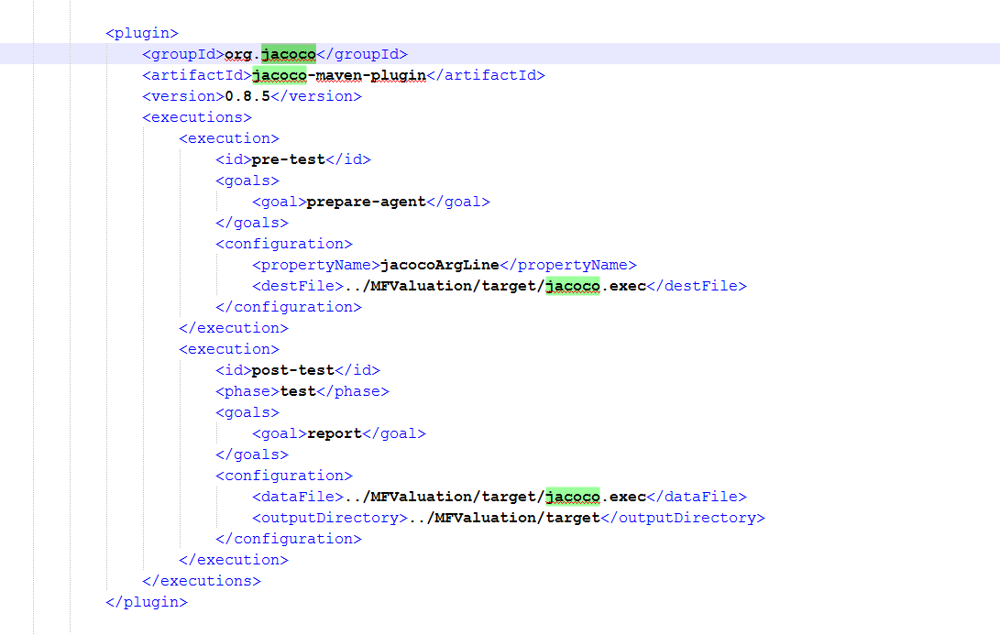 <plugin>
<groupId>org.jacoco</groupId>
<artifactId>jacoco-maven-plugin</artifactId>
<version>0.8.5</version>
<executions>
<execution>
<id>pre-test</id>
<goals>
<goal>prepare-agent</goal>
</goals>
<configuration>
<propertyName>jacocoArgLine</propertyName>
<destFile>../MFValuation/target/jacoco.exec</destFile>
</configuration>
</execution>
<execution>
<id>post-test</id>
<phase>test</phase>
<goals>
<goal>report</goal>
</goals>
<configuration>
<dataFile>../MFValuation/target/jacoco.exec</dataFile>
<outputDirectory>../MFValuation/target</outputDirectory>
</configuration>
</execution>
</executions>
</plugin>